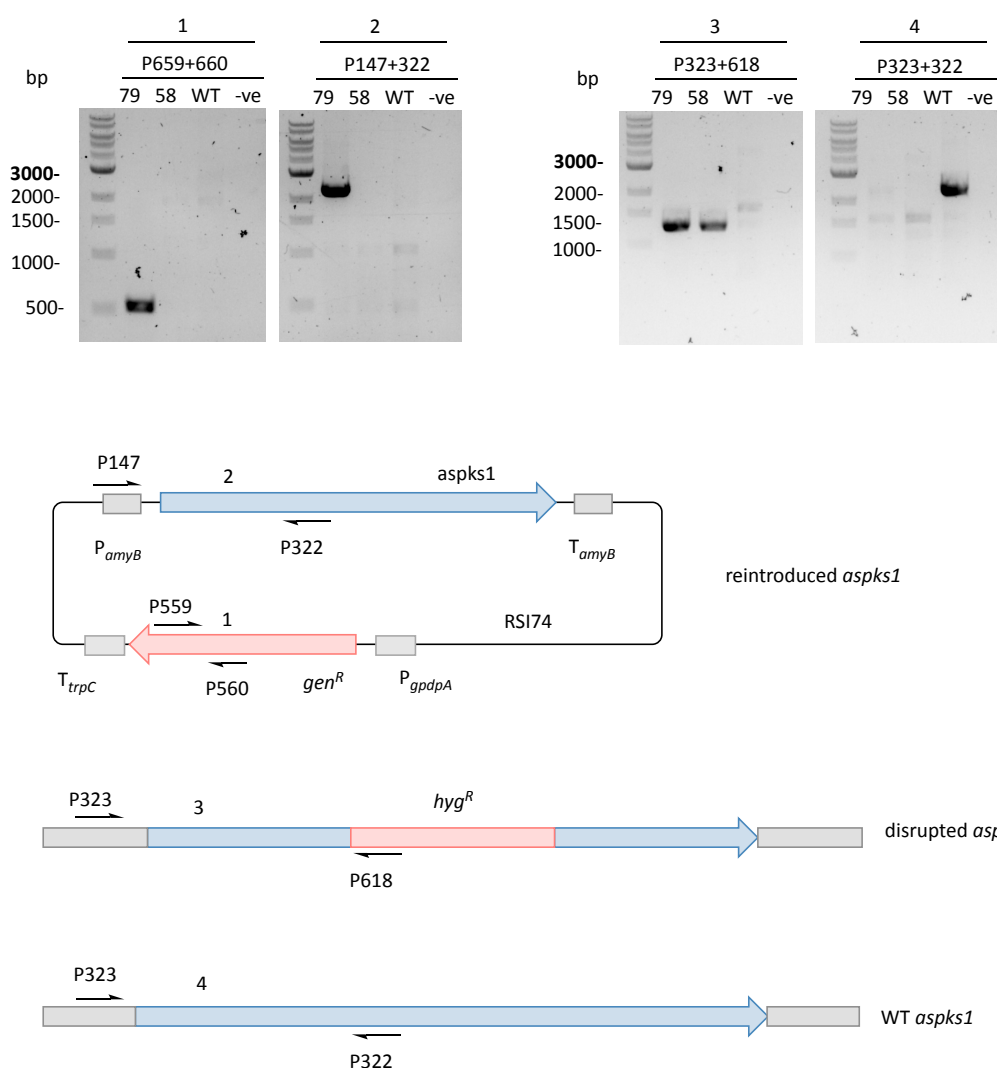 1 2 3 4
P659+660 P147+322 P323+618 P323+322
bp bp
79 58 WT -ve 79 58 WT -ve 79 58 WT -ve 79 58 WT -ve
3000- 3000-
2000- 2000-
1500- 1500-
1000- 1000-
500-
P147 2 aspks1
P322
PamyB TamyB
reintroduced aspks1
P559 1 RSI74
TtrpC P560 genR PgpdpA
P323 3 hygR
disrupted asp
P618
P323 4
WT aspks1
P322